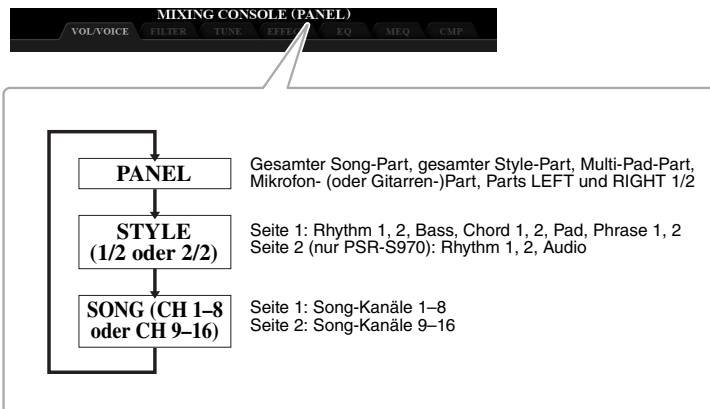 MIXING CONSOLE (PANEL)
VOL/VOICE FILTER TUNE EFFECT EQ MEQ CMP
PANEL
Gesamter Song-Part, gesamter Style-Part, Multi-Pad-Part,
Mikrofon- (oder Gitarren-)Part, Parts LEFT und RIGHT 1/2
STYLE
(1/2 oder 2/2)
Seite 1: Rhythm 1, 2, Bass, Chord 1, 2, Pad, Phrase 1, 2
Seite 2 (nur PSR-S970): Rhythm 1, 2, Audio
SONG (CH 1–8
oder CH 9–16)
Seite 1: Song-Kanäle 1–8
Seite 2: Song-Kanäle 9–16